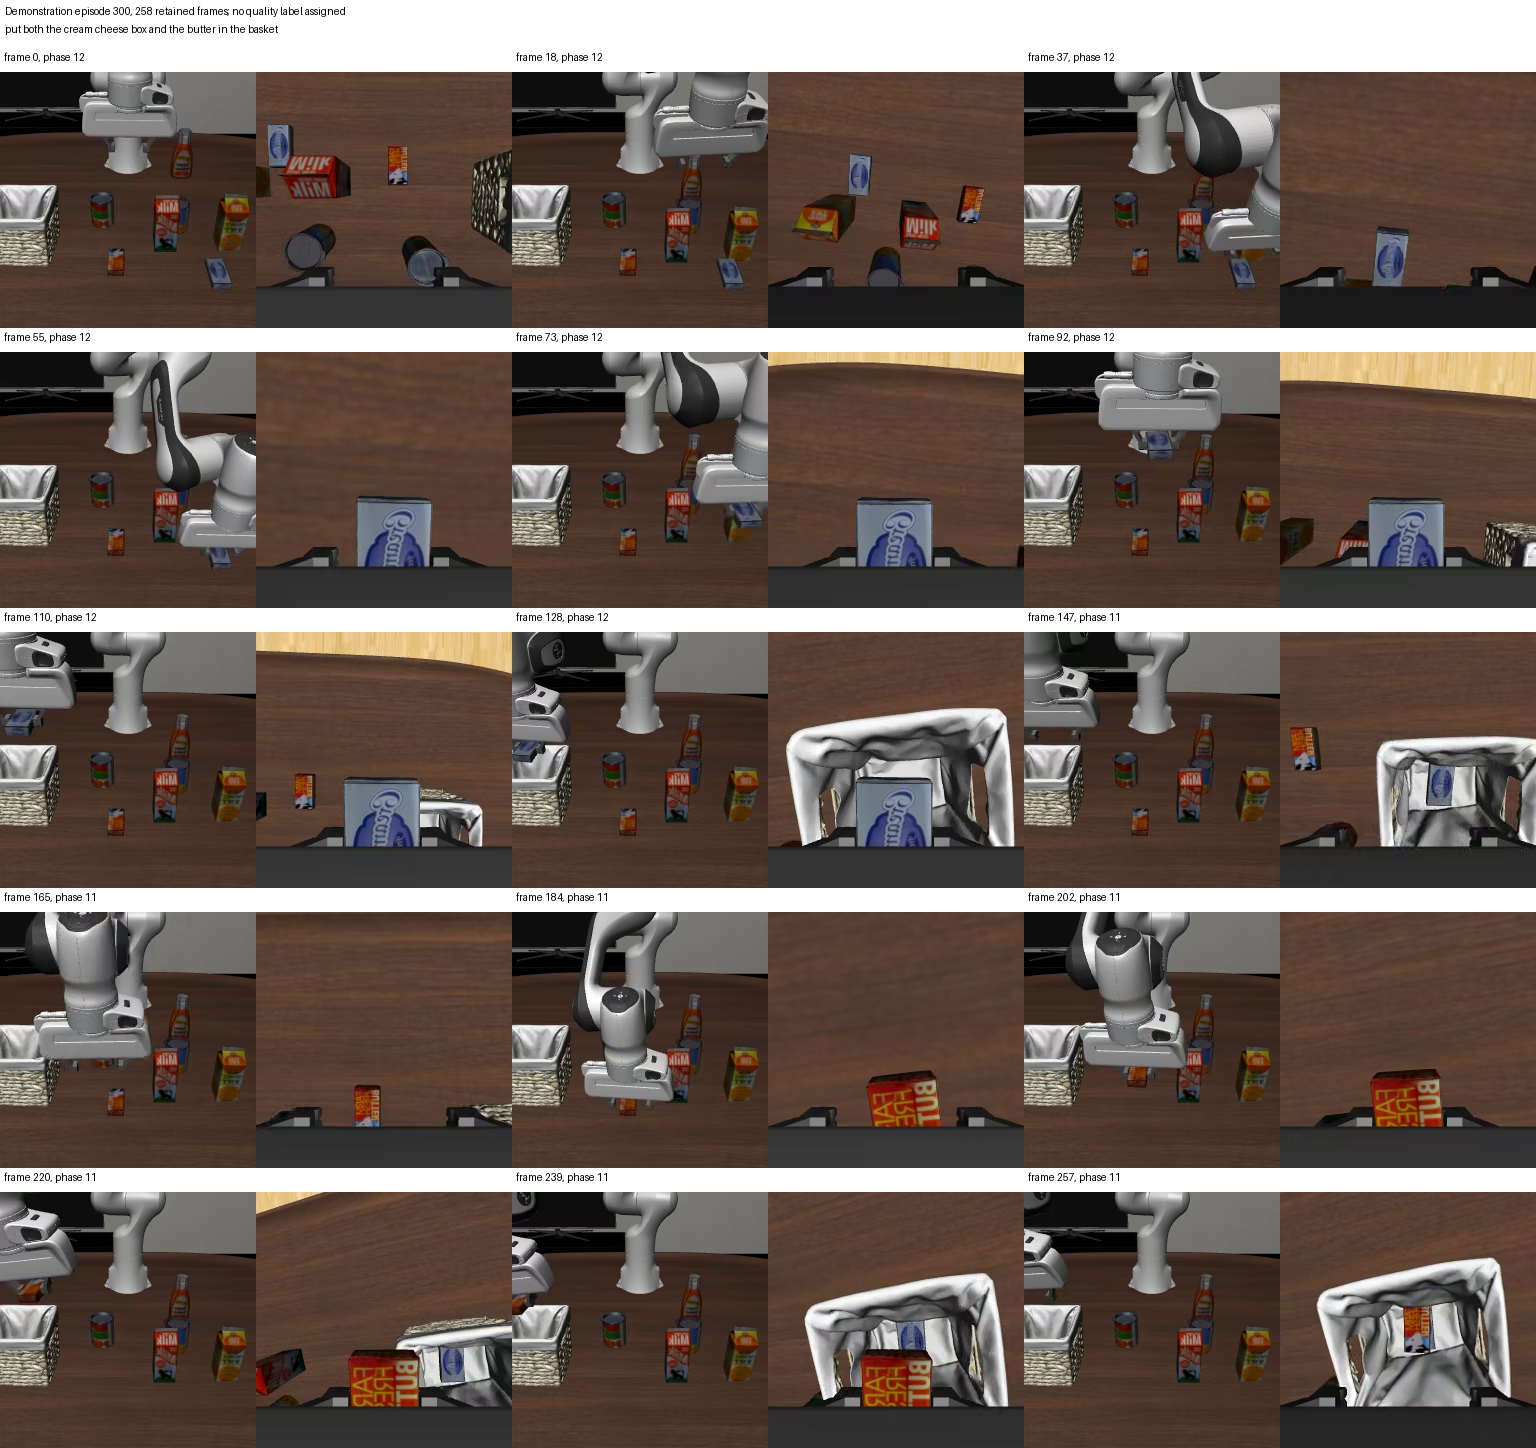 Demonstration episode 300, 258 retained frames; no quality label assigned
put both the cream cheese box and the butter in the basket
frame 0, phase 12
frame 18, phase 12
frame 37, phase 12
Milk
Milk
frame 55, phase 12
frame 73, phase 12
frame 92, phase 12
frame 110, phase 12
frame 128, phase 12
frame 147, phase 11
frame 165, phase 11
frame 184, phase 11
frame 202, phase 11
frame 220, phase 11
frame 239, phase 11
frame 257, phase 11